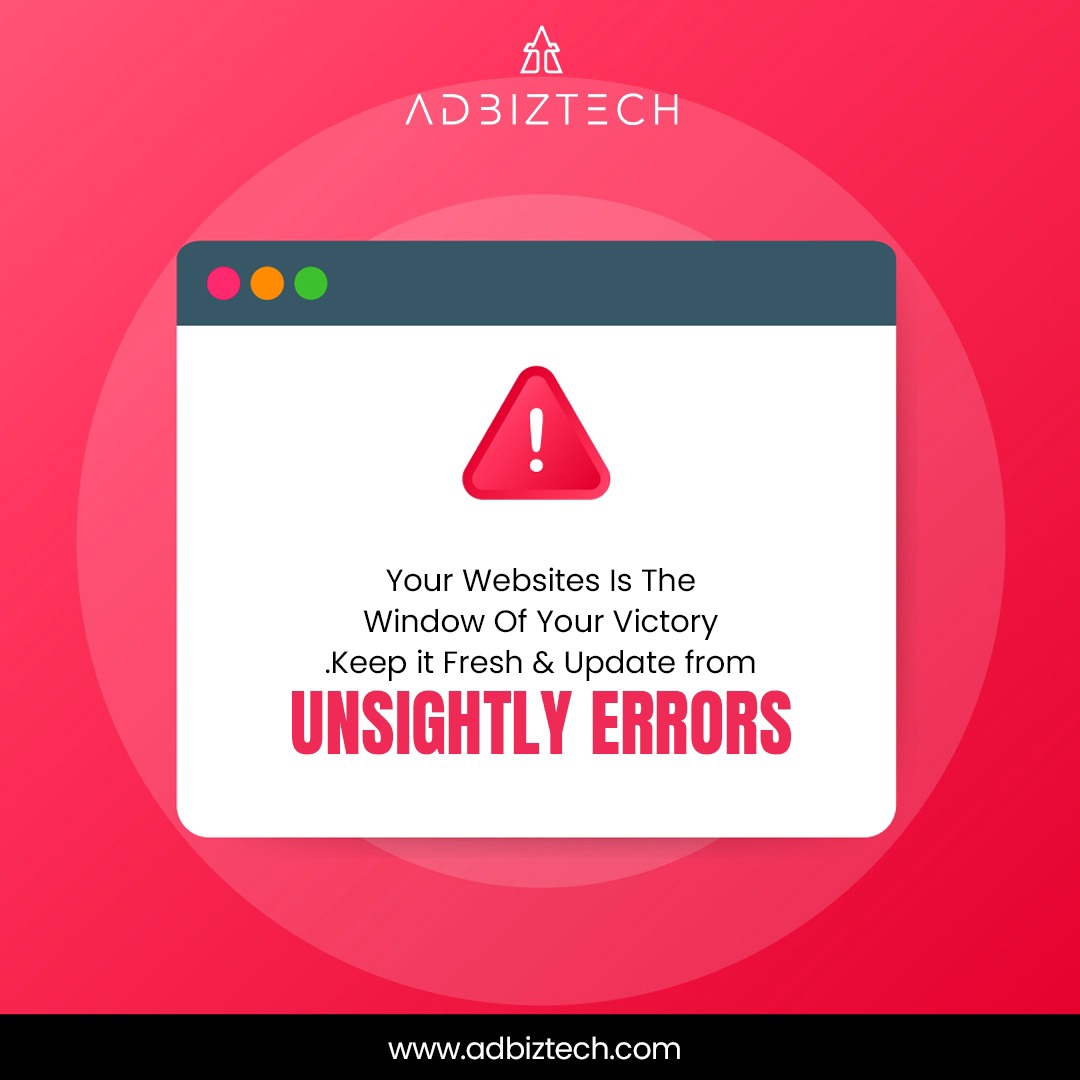 ADBIZTECH
Your Websites Is The
Window Of Your Victory
.Keep it Fresh & Update from
UNSIGHTLY ERRORS
www.adbiztech.com